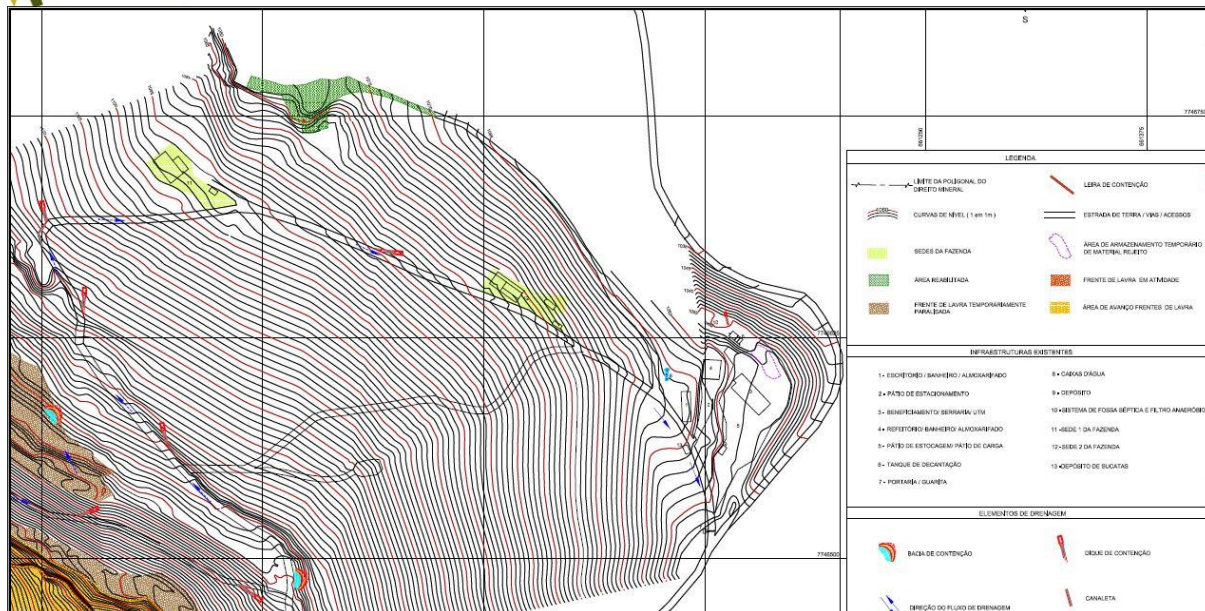 S
7746750
LEGENDA
LIMITE DA POLIGONAL DO
DIREITO MINERAL
LEIRA DE CONTENÇÃO
CURVAS DE NÍVEL ( 1 em 1m )
ESTRADA DE TERRA / VIAS / ACESSOS
SEDES DA FAZENDA
ÁREA DE ARMAZENAMENTO TEMPORÁRIO
DE MATERIAL REJEITO
ÁREA REABILITADA
FRENTE DE LAVRA EM ATIVIDADE
FRENTE DE LAVRA TEMPORARIAMENTE
PARALISADA
ÁREA DE AVANÇO FRENTES DE LAVRA
7746625
INFRAESTRUTURAS EXISTENTES
1- ESCRITÓRIO / BANHEIRO / ALMOXARIFADO
2- PÁTIO DE ESTACIONAMENTO
3- BENEFICIAMENTO/ SERRARIA/ UTM
4- REFEITÓRIO/ BANHEIRO/ ALMOXARIFADO
5- PÁTIO DE ESTOCAGEM/ PÁTIO DE CARGA
6- TANQUE DE DECANTAÇÃO
7- PORTARIA / GUARITA
8- CAIXAS D'ÁGUA
9- DEPÓSITO
10-SISTEMA DE FOSSA SÉPTICA E FILTRO ANAERÓBIO
11-SEDE 1 DA FAZENDA
12-SEDE 2 DA FAZENDA
13-DEPÓSITO DE SUCATAS
ELEMENTOS DE DRENAGEM
7746500
BACIA DE CONTENÇÃO
DIQUE DE CONTENÇÃO
DIREÇÃO DO FLUXO DE DRENAGEM
CANALETA